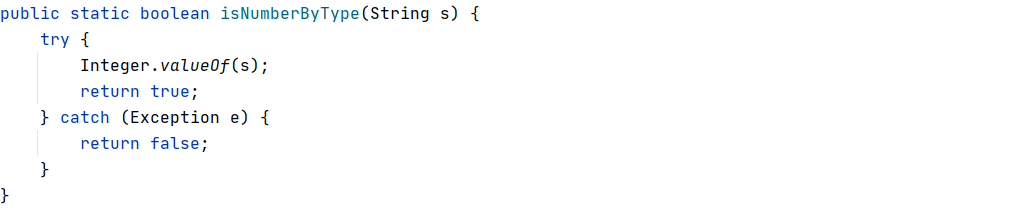 public static boolean isNumberByType(String s) {
    try {
        Integer.valueOf(s);
        return true;
    } catch (Exception e) {
        return false;
    }
}